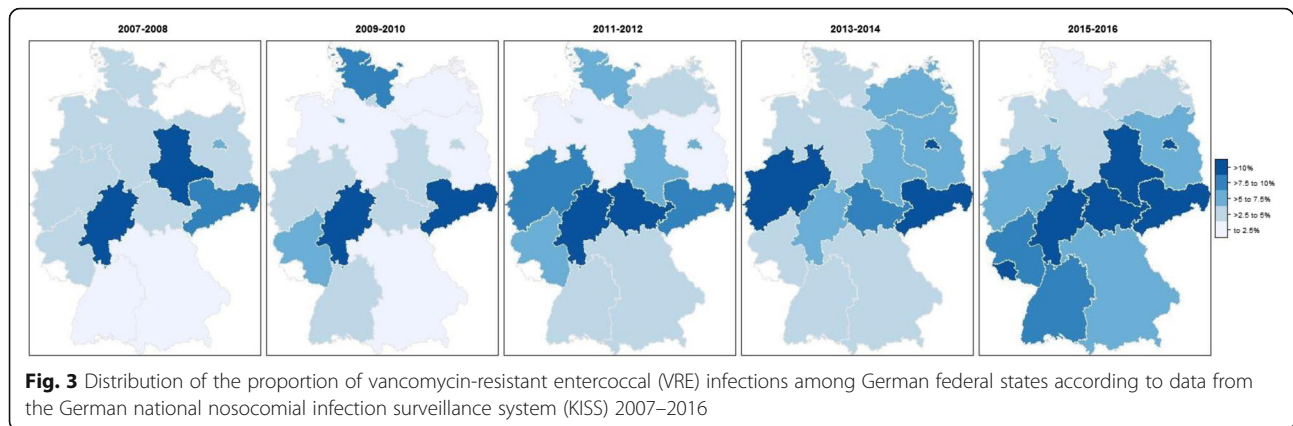 2007-2008 2009-2010 2011-2012 2013-2014 2015-2016
>10%
>7.5 to 10%
>5 to 7.5%
>2.5 to 5%
to 2.5%
Fig. 3 Distribution of the proportion of vancomycin-resistant entercoccal (VRE) infections among German federal states according to data from
the German national nosocomial infection surveillance system (KISS) 2007–2016